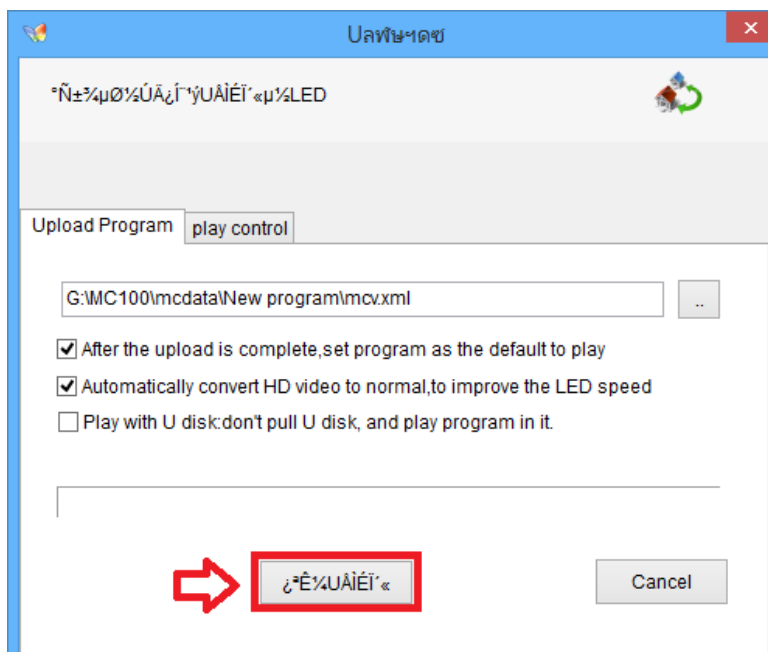 Uลฬษฯดซ
°Ñ±¾µØ½ÚÄ¿Í¨¹ýUÅÌÉÏ´«µ½LED
Upload Program
play control
G:\MC100\mcdata\New program\mcv.xml
..
After the upload is complete,set program as the default to play
Automatically convert HD video to normal,to improve the LED speed
Play with U disk:don't pull U disk, and play program in it.
¿ªÊ¼UÅÌÉÏ´«
Cancel